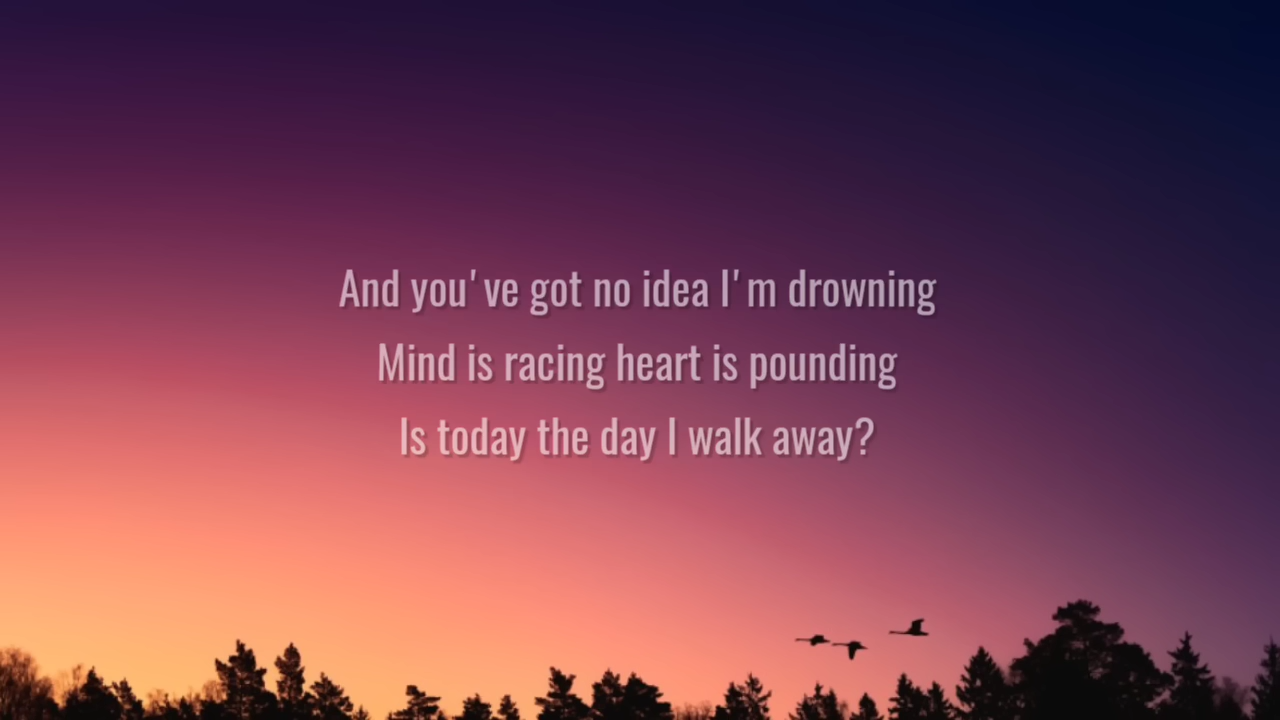 And you've got no idea I'm drowning
Mind is racing heart is pounding
Is today the day I walk away?